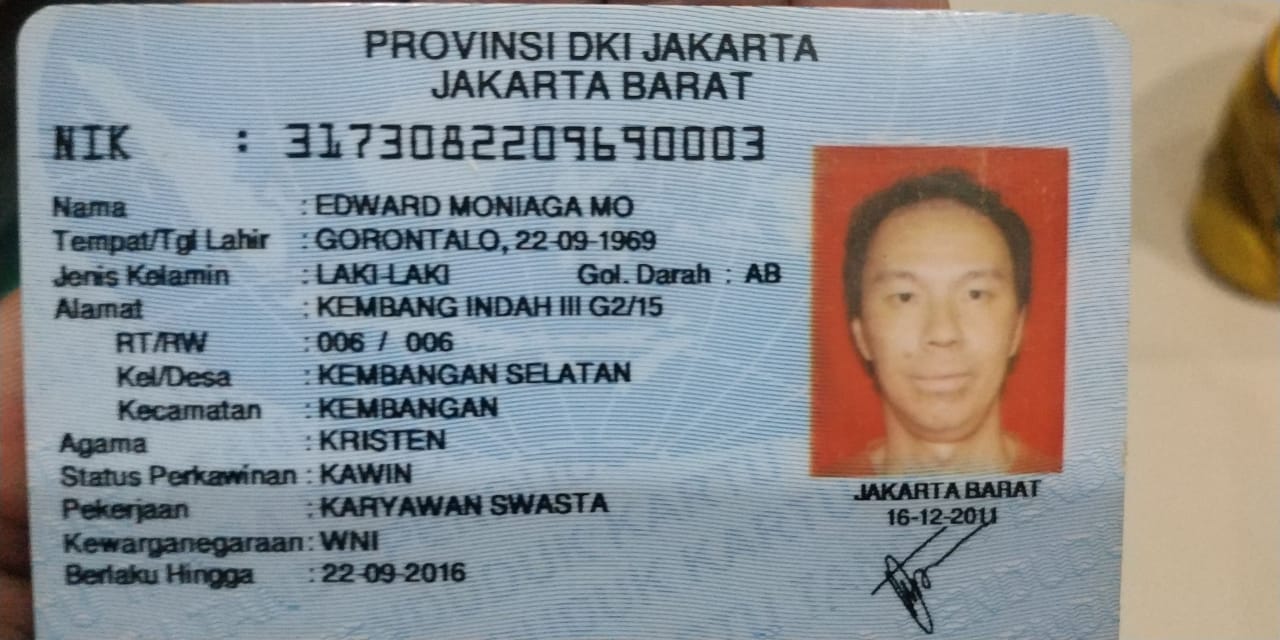 PROVINSI DKI JAKARTA
JAKARTA BARAT
NIK : 3173082209690003
Nama : EDWARD MONIAGA MO
Tempat/Tgl Lahir : GORONTALO, 22-09-1969
Jenis Kelamin : LAKI-LAKI Gol. Darah : AB
Alamat : KEMBANG INDAH III G2/15
RT/RW : 006 / 006
Kel/Desa : KEMBANGAN SELATAN
Kecamatan : KEMBANGAN
Agama : KRISTEN
Status Perkawinan : KAWIN
Pekerjaan : KARYAWAN SWASTA
Kewarganegaraan : WNI
Berlaku Hingga : 22-09-2016
JAKARTA BARAT
16-12-2011